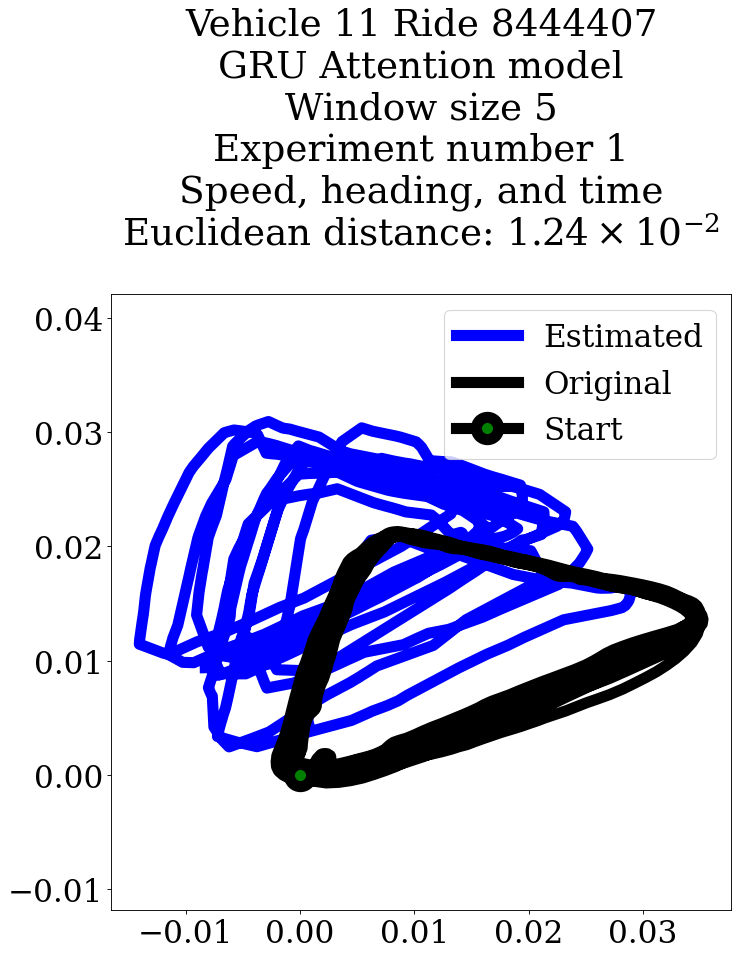 Vehicle 11 Ride 8444407
GRU Attention model
Window size 5
Experiment number 1
Speed, heading, and time
Euclidean distance: 1.24 × 10⁻²
0.04
0.03
0.02
0.01
0.00
−0.01
Estimated
Original
Start
−0.01 0.00 0.01 0.02 0.03